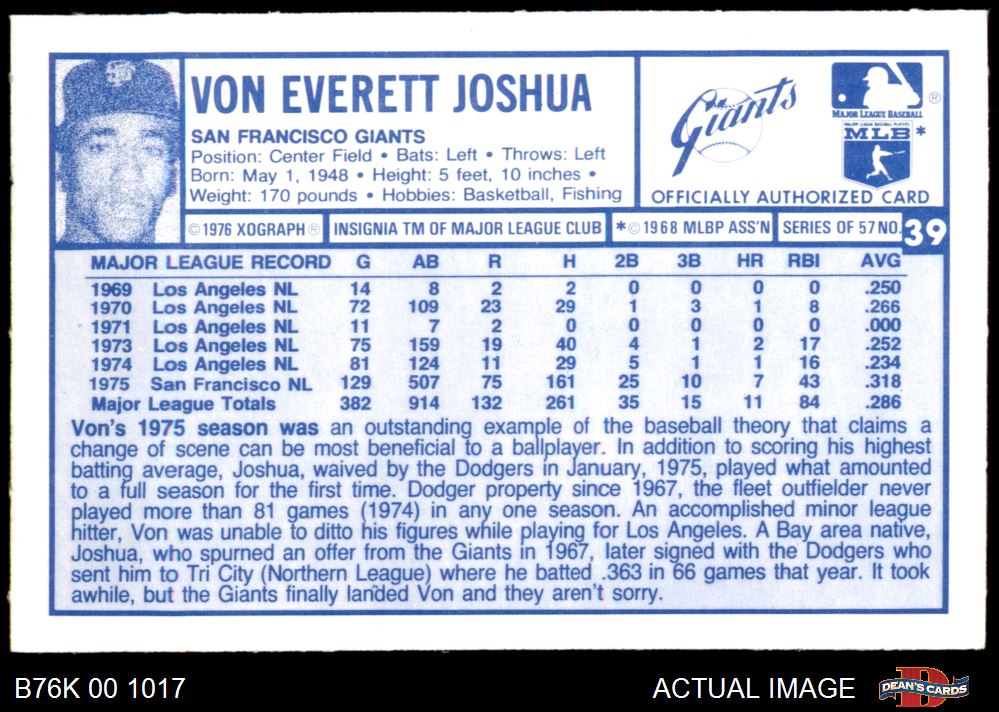 VON EVERETT JOSHUA
SAN FRANCISCO GIANTS
Position: Center Field • Bats: Left • Throws: Left
Born: May 1, 1948 • Height: 5 feet, 10 inches •
Weight: 170 pounds • Hobbies: Basketball, Fishing
Giants
MAJOR LEAGUE BASEBALL ®
MAJOR LEAGUE BASEBALL PLAYERS
MLB *
OFFICIALLY AUTHORIZED CARD
© 1976 XOGRAPH ® INSIGNIA TM OF MAJOR LEAGUE CLUB * © 1968 MLBP ASS'N SERIES OF 57 NO. 39
MAJOR LEAGUE RECORD G AB R H 2B 3B HR RBI AVG
1969 Los Angeles NL 14 8 2 2 0 0 0 0 .250
1970 Los Angeles NL 72 109 23 29 1 3 1 8 .266
1971 Los Angeles NL 11 7 2 0 0 0 0 0 .000
1973 Los Angeles NL 75 159 19 40 4 1 2 17 .252
1974 Los Angeles NL 81 124 11 29 5 1 1 16 .234
1975 San Francisco NL 129 507 75 161 25 10 7 43 .318
Major League Totals 382 914 132 261 35 15 11 84 .286
Von's 1975 season was an outstanding example of the baseball theory that claims a
change of scene can be most beneficial to a ballplayer. In addition to scoring his highest
batting average, Joshua, waived by the Dodgers in January, 1975, played what amounted
to a full season for the first time. Dodger property since 1967, the fleet outfielder never
played more than 81 games (1974) in any one season. An accomplished minor league
hitter, Von was unable to ditto his figures while playing for Los Angeles. A Bay area native,
Joshua, who spurned an offer from the Giants in 1967, later signed with the Dodgers who
sent him to Tri City (Northern League) where he batted .363 in 66 games that year. It took
awhile, but the Giants finally landed Von and they aren't sorry.
B76K 00 1017
ACTUAL IMAGE
DEAN'S CARDS